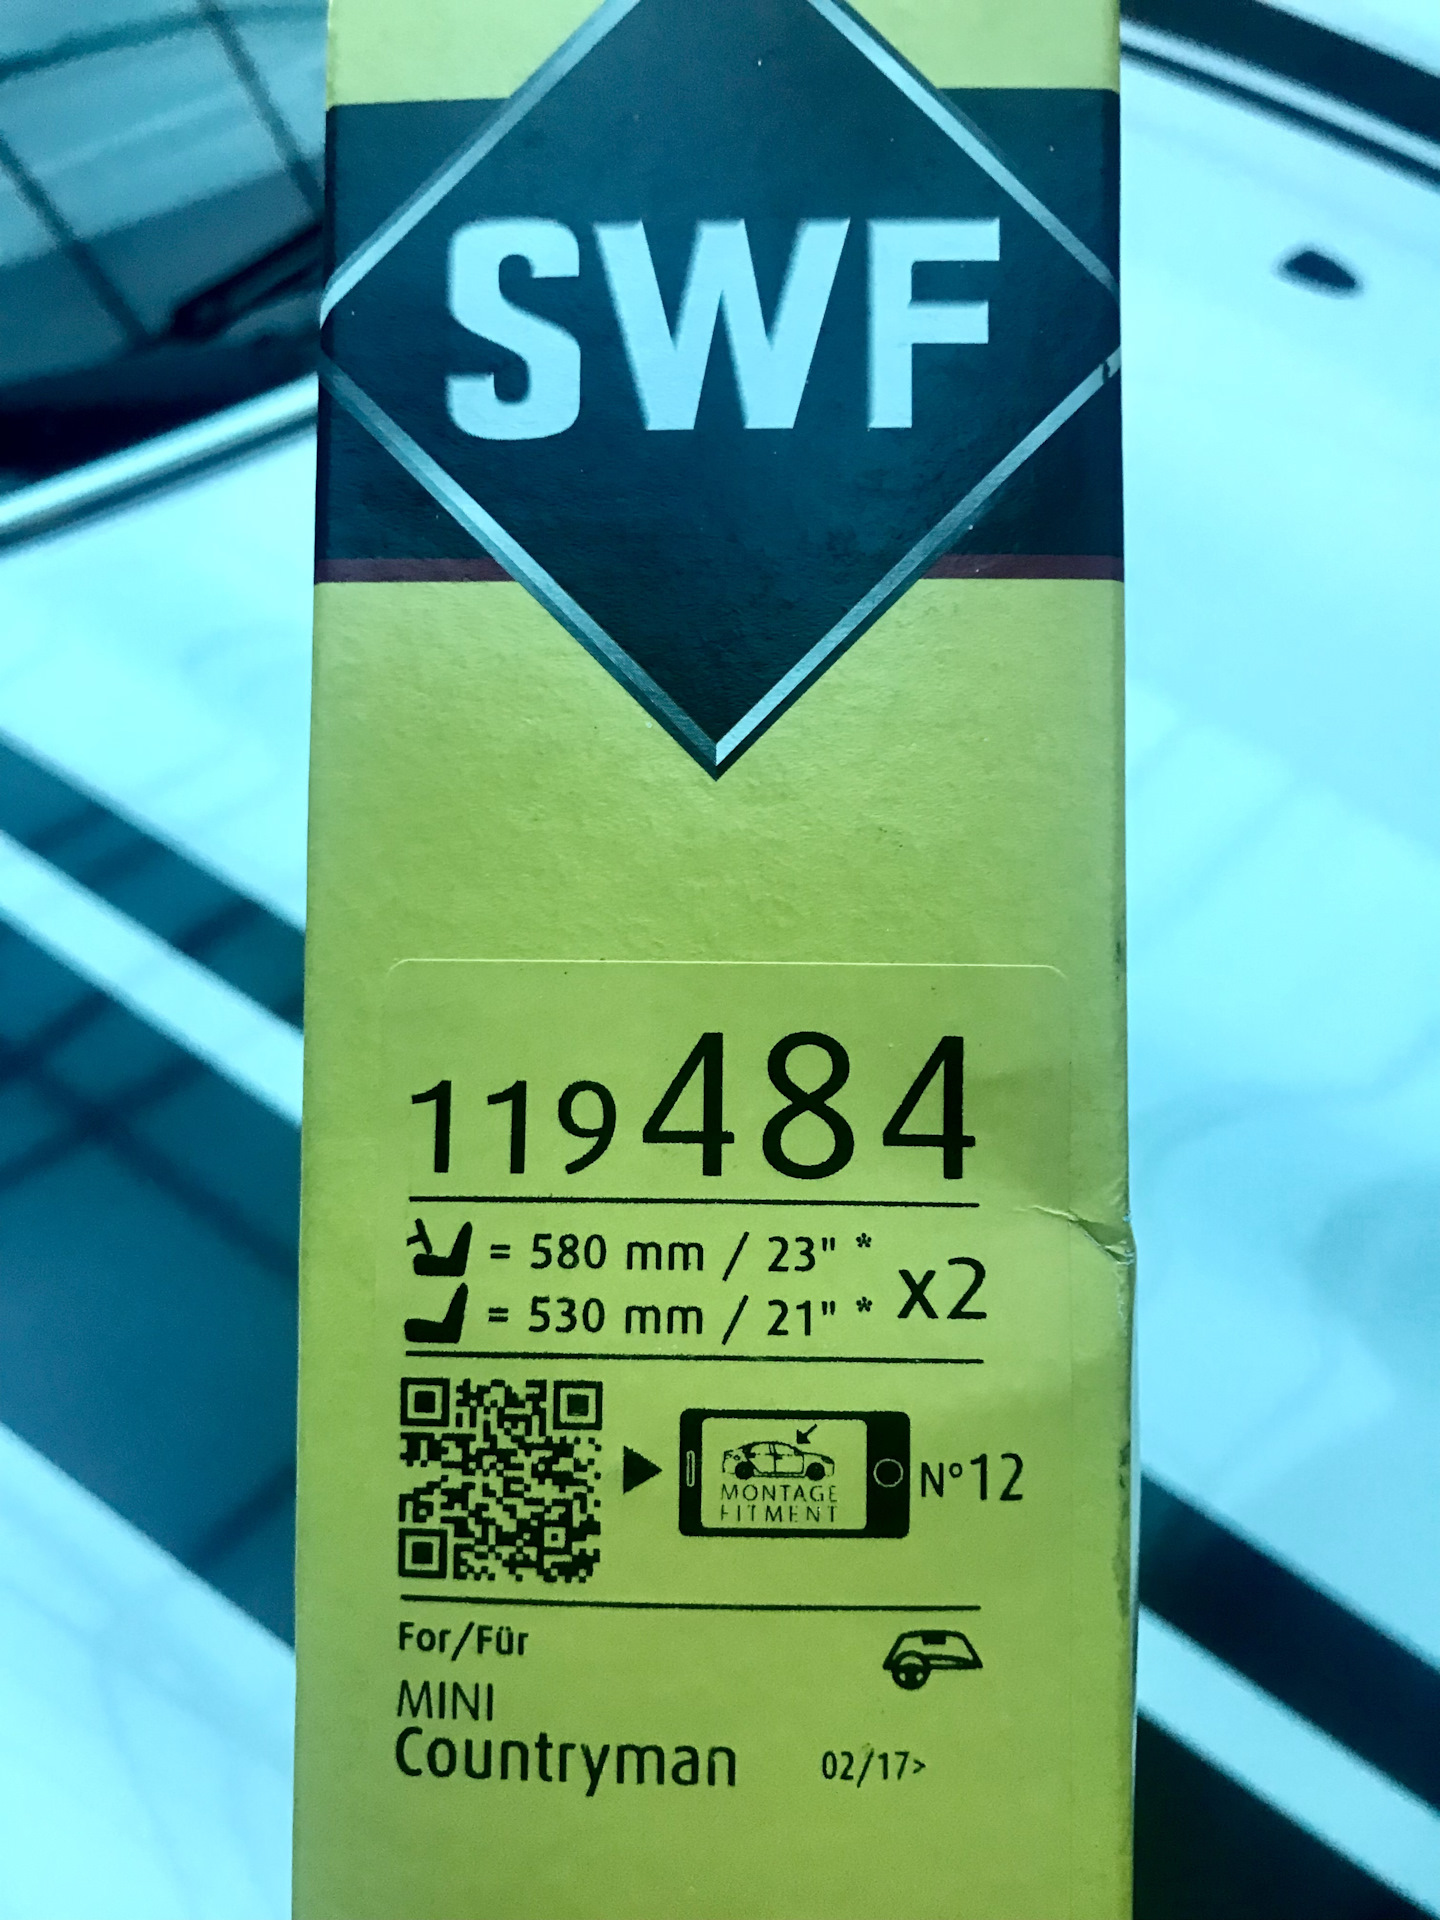 SWF
119484
= 580 mm / 23" *
= 530 mm / 21" * x2
MONTAGE
FITMENT
N°12
For/Für
MINI
Countryman 02/17>